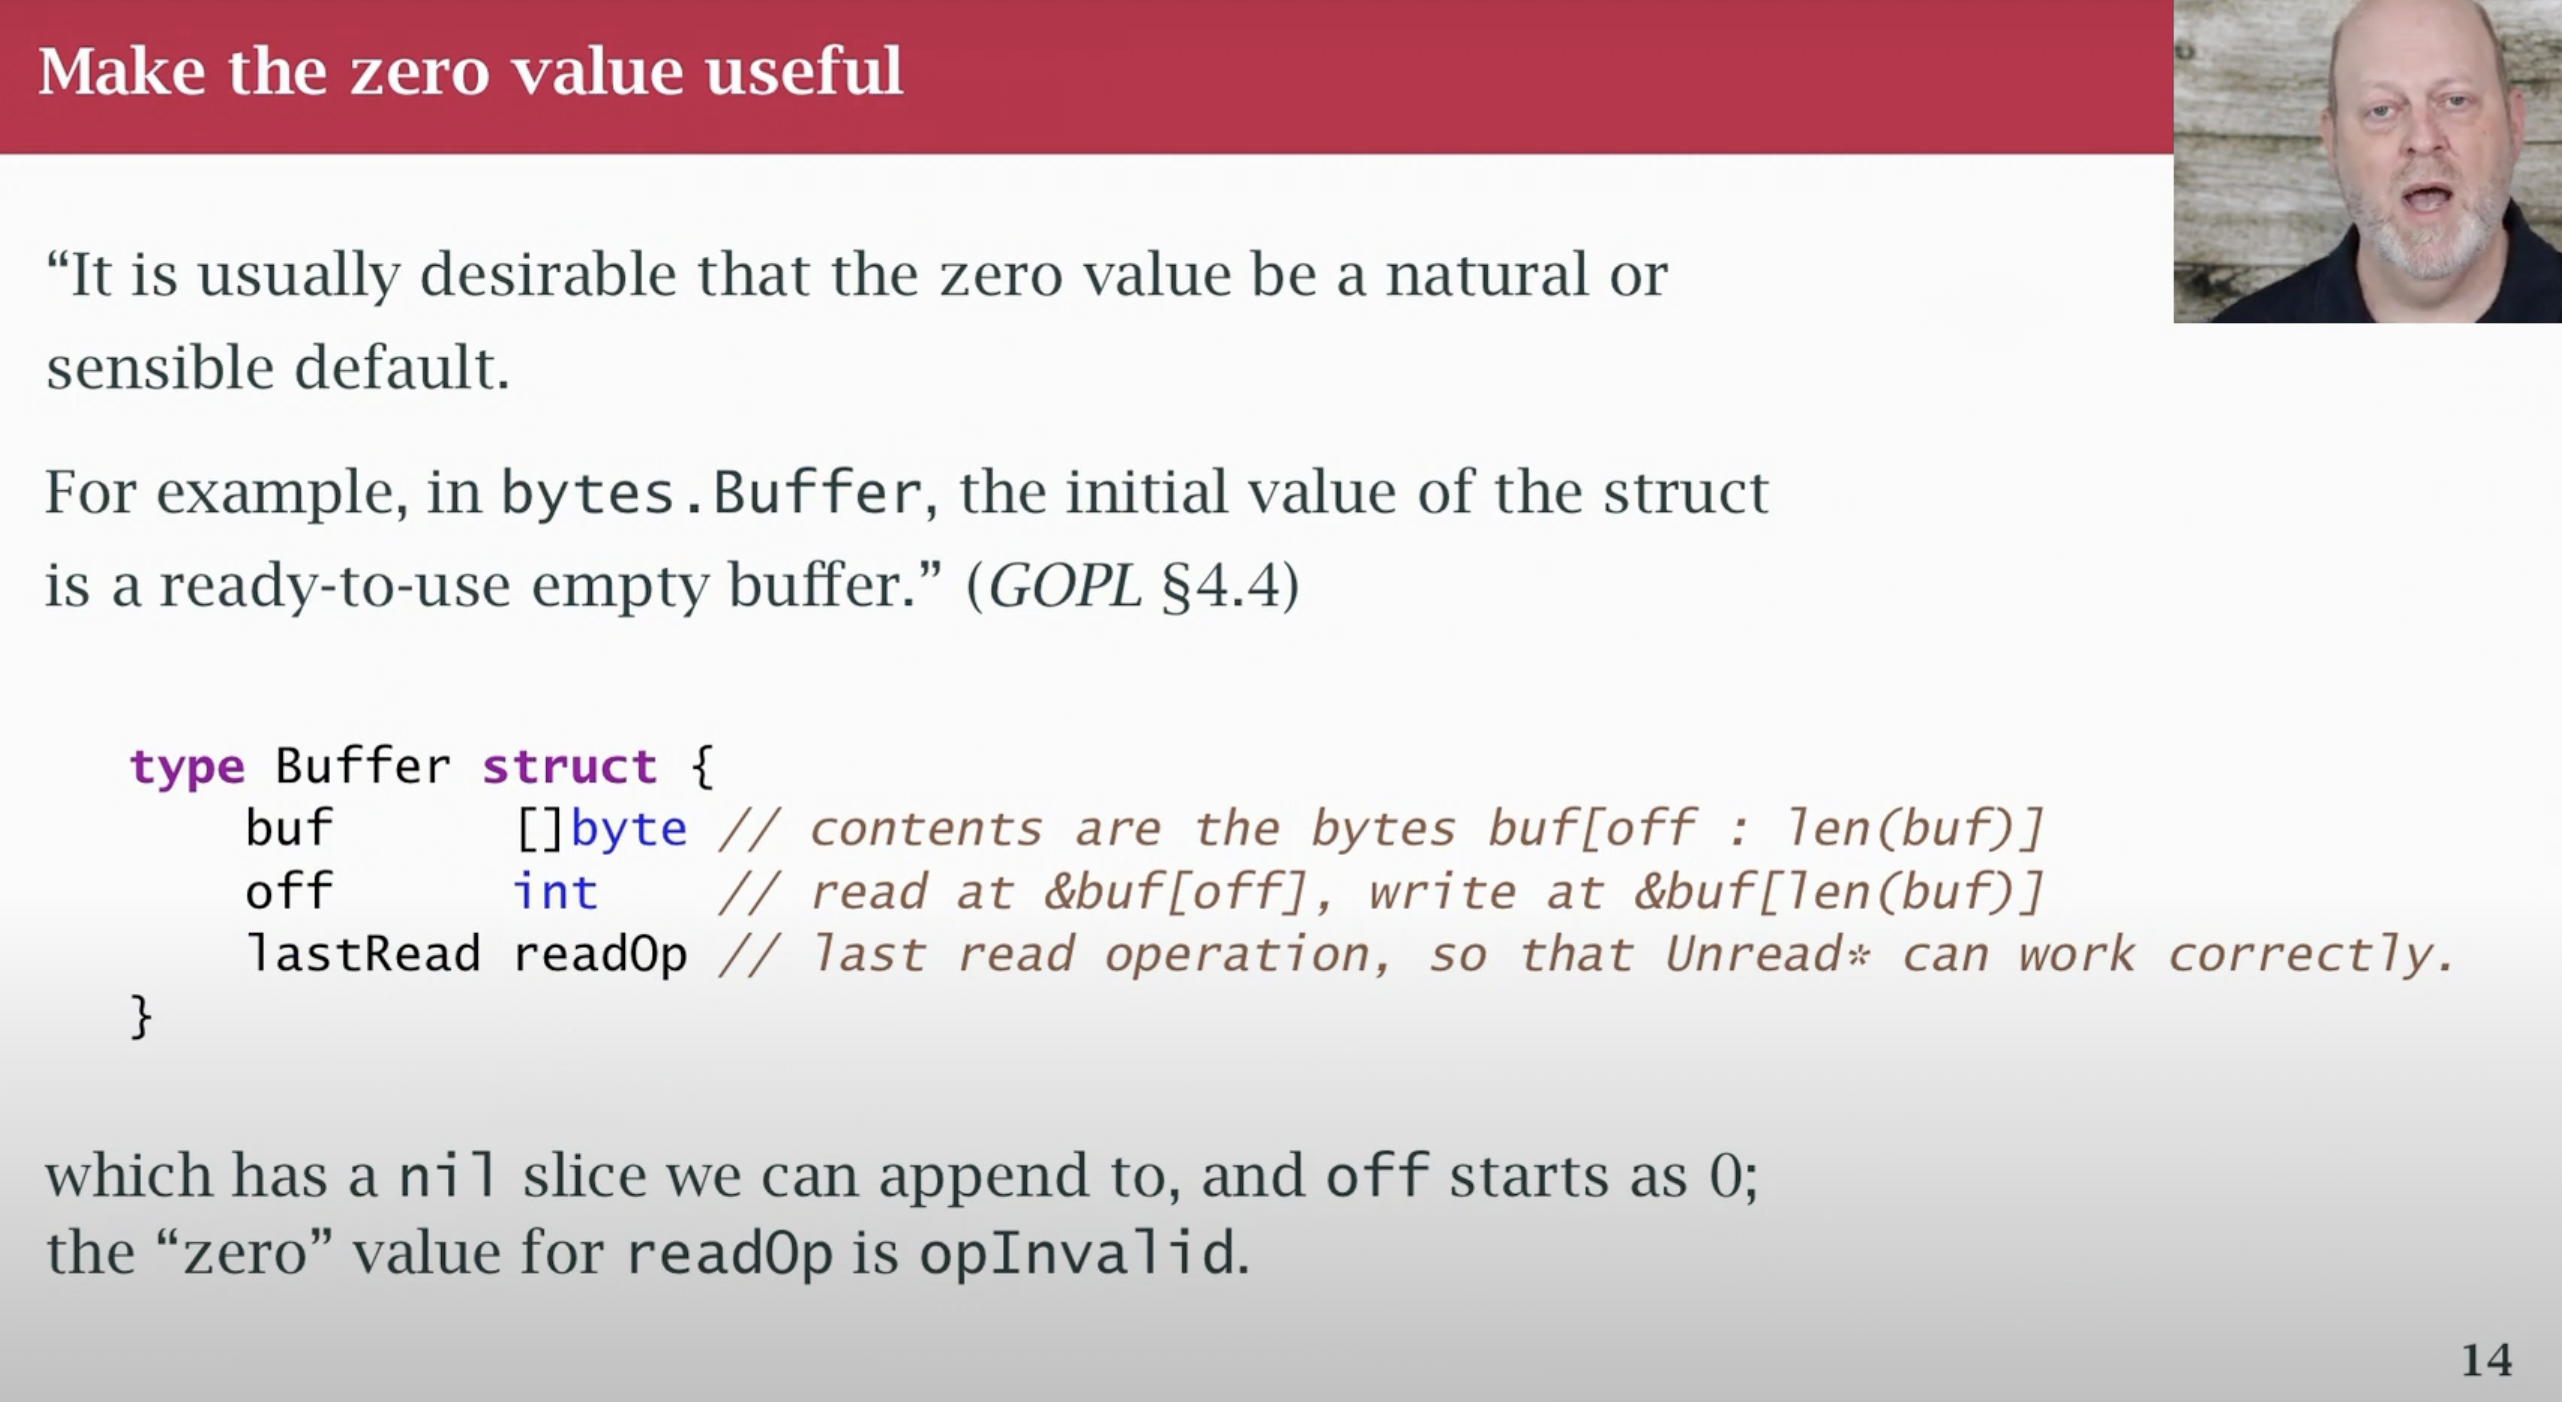 Make the zero value useful
“It is usually desirable that the zero value be a natural or
sensible default.
For example, in bytes.Buffer, the initial value of the struct
is a ready-to-use empty buffer.” (GOPL §4.4)
type Buffer struct {
    buf      []byte // contents are the bytes buf[off : len(buf)]
    off      int    // read at &buf[off], write at &buf[len(buf)]
    lastRead readOp // last read operation, so that Unread* can work correctly.
}
which has a nil slice we can append to, and off starts as 0;
the “zero” value for readOp is opInvalid.
14